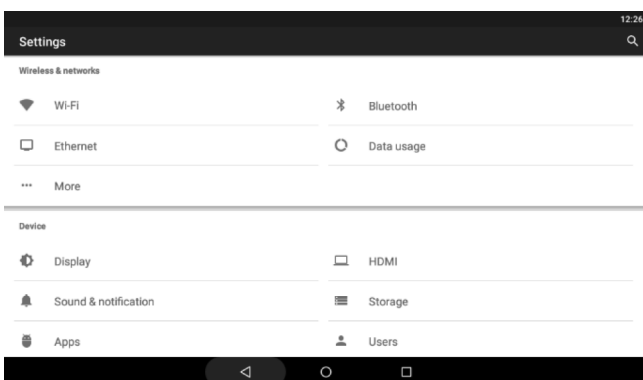 12:26
Settings
Wireless & networks
Wi-Fi
Bluetooth
Ethernet
Data usage
More
Device
Display
HDMI
Sound & notification
Storage
Apps
Users